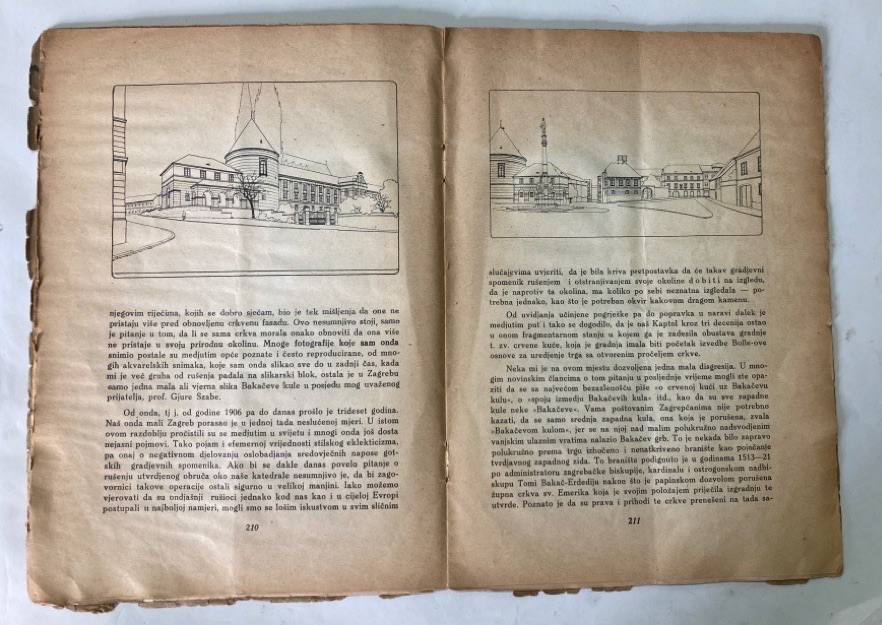 njegovim riječima, kojih se dobro sjećam, bio je tek mišljenja da one ne
pristaju više pred obnovljenu crkvenu fasadu. Ovo nesumnjivo stoji, samo
je pitanje u tom, da li se sama crkva morala onako obnoviti da ona više
ne pristaje u svoju prirodnu okolinu. Mnoge fotografije koje sam onda
snimio postale su medjutim opće poznate i često reproducirane, od mno-
gih akvarelskih snimaka, koje sam onda slikao sve do u zadnji čas, kada
mi je već gruha od rušenja padala na slikarski blok, ostala je u Zagrebu
samo jedna mala ali vjerna slika Bakačeve kule u posjedu mog uvaženog
prijatelja, prof. Gjure Szabe.
Od onda, tj j. od godine 1906 pa do danas prošlo je trideset godina.
Naš onda mali Zagreb porasao je u jednoj tada neslućenoj mjeri. U istom
ovom razdoblju pročistili su se medjutim u svijetu i mnogi onda još dosta
nejasni pojmovi. Tako pojam i efemernoj vrijednosti stilskog eklekticizma,
pa onaj o negativnom djelovanju oslobadjanja sredovječnih napose got-
skih gradjevnih spomenika. Ako bi se dakle danas povelo pitanje o
rušenju utvrdjenog obruča oko naše katedrale nesumnjivo je, da bi zago-
vornici takove operacije ostali sigurno u velikoj manjini. Iako možemo
vjerovati da su ondjašnji rušioci jednako kod nas kao i u cijeloj Evropi
postupali u najboljoj namjeri, mogli smo se lošim iskustvom u svim sličnim
210
slučajevima uvjeriti, da je bila kriva pretpostavka da će takav gradjevni
spomenik rušenjem i otstranjivanjem svoje okoline dobiti na izgledu,
da je naprotiv ta okolina, ma koliko po sebi neznatna izgledala — po-
trebna jednako, kao što je potreban okvir kakovom dragom kamenu.
Od uvidjanja učinjene pogrješke pa do popravka u naravi dalek je
medjutim put i tako se dogodilo, da je naš Kaptol kroz tri decenija ostao
u onom fragmentarnom stanju u kojem ga je zadesila obustava gradnje
t. zv. crvene kuće, koja je gradnja imala biti početak izvedbe Bolle-ove
osnove za uredjenje trga sa otvorenim pročeljem crkve.
Neka mi je na ovom mjestu dozvoljena jedna mala digresija. U mno-
gim novinskim člancima o tom pitanju u posljednje vrijeme mogli ste opa-
ziti da se sa najvećom bezazlenošću piše »o crvenoj kući uz Bakačevu
kulu«, o »spoju izmedju Bakačevih kula« itd., kao da su sve zapadne
kule neke »Bakačeve«. Vama poštovanim Zagrepčanima nije potrebno
kazati, da se samo srednja zapadna kula, ona koja je porušena, zvala
»Bakačevom kulom«, jer se na njoj nad malim polukružno nadsvodjenim
vanjskim ulaznim vratima nalazio Bakačev grb. To je nekada bilo zapravo
polukružno prema trgu izbočeno i nenatkriveno branište kao pojačanje
tvrdjavnog zapadnog zida. To branište podignuto je u godinama 1513—21
po administratoru zagrebačke biskupije, kardinalu i ostrogonskom nadbi-
skupu Tomi Bakač-Erdediju nakon što je papinskom dozvolom porušena
župna crkva sv. Emerika koja je svojim položajem priječila izgradnju te
utvrde. Poznato je da su prava i prihodi te crkve prenešeni na tada sa-
211